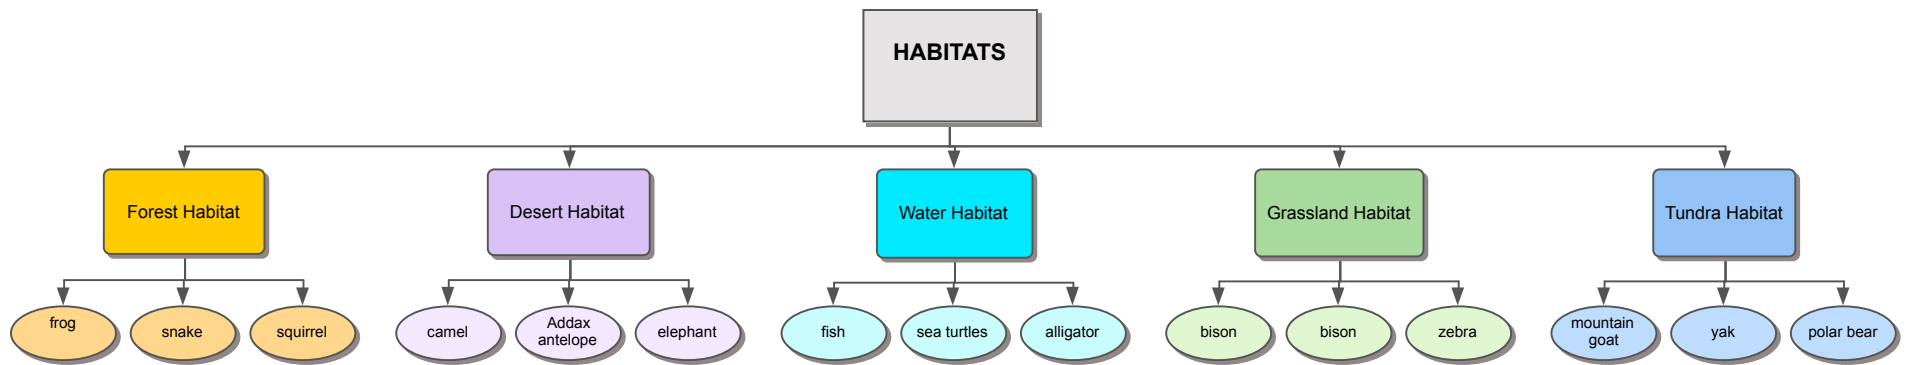 HABITATS
Forest Habitat
Desert Habitat
Water Habitat
Grassland Habitat
Tundra Habitat
frog
snake
squirrel
camel
Addax
antelope
elephant
fish
sea turtles
alligator
bison
bison
zebra
mountain
goat
yak
polar bear